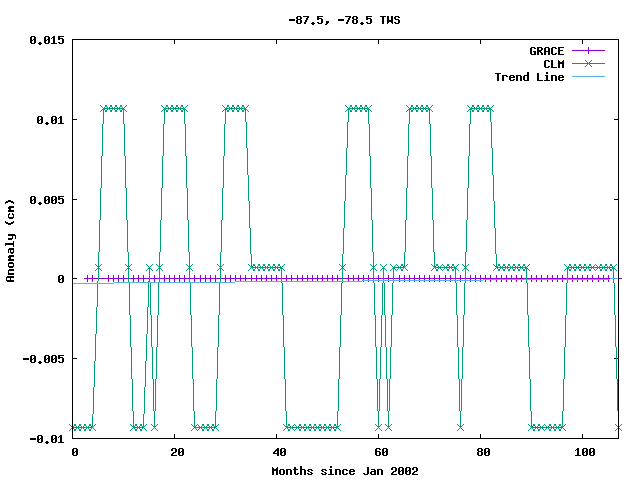 -87.5, -78.5 TWS
0.015
0.01
0.005
0
-0.005
-0.01
Anomaly (cm)
GRACE
CLM
Trend Line
0 20 40 60 80 100
Months since Jan 2002